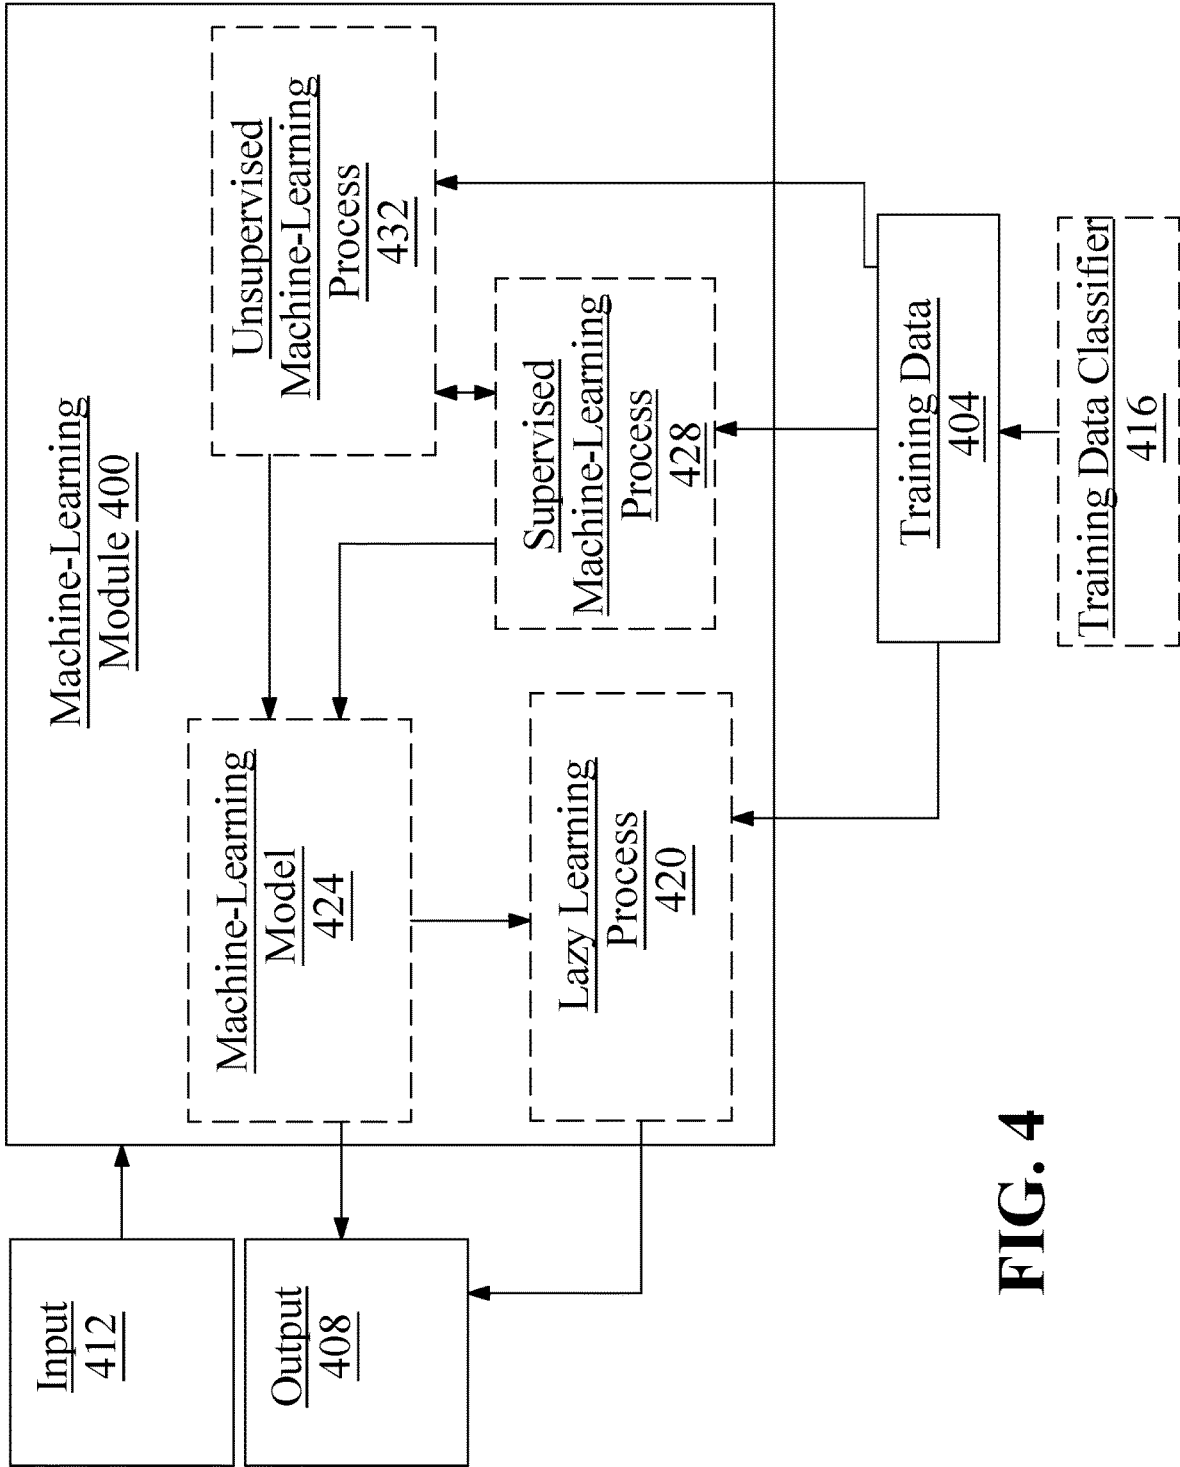 Machine-Learning
Module 400
Input
412
Output
408
Machine-Learning
Model
424
Unsupervised
Machine-Learning
Process
432
Lazy Learning
Process
420
Supervised
Machine-Learning
Process
428
Training Data
404
Training Data Classifier
416
FIG. 4